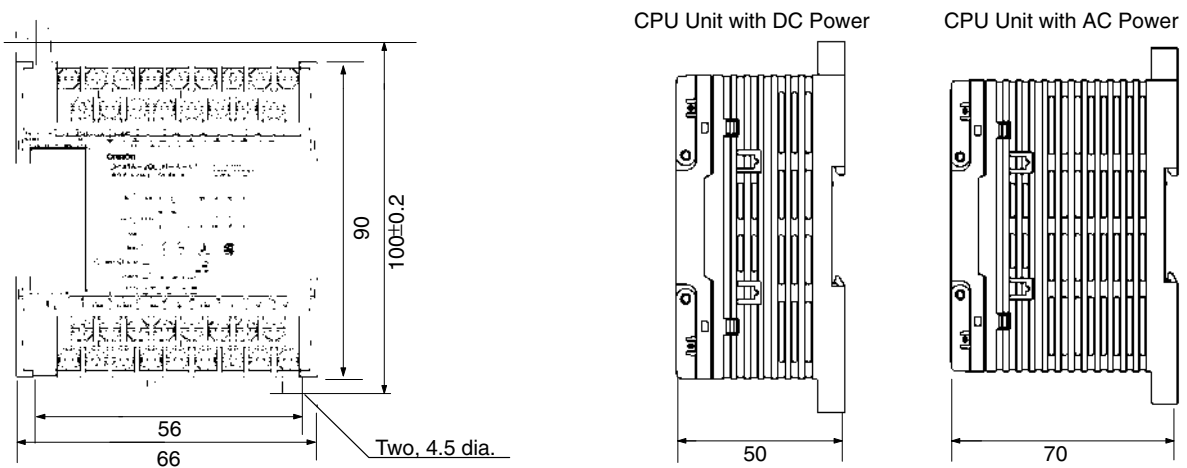 CPU Unit with DC Power
CPU Unit with AC Power
OMRON
90
100±0.2
56
66
Two, 4.5 dia.
50
70